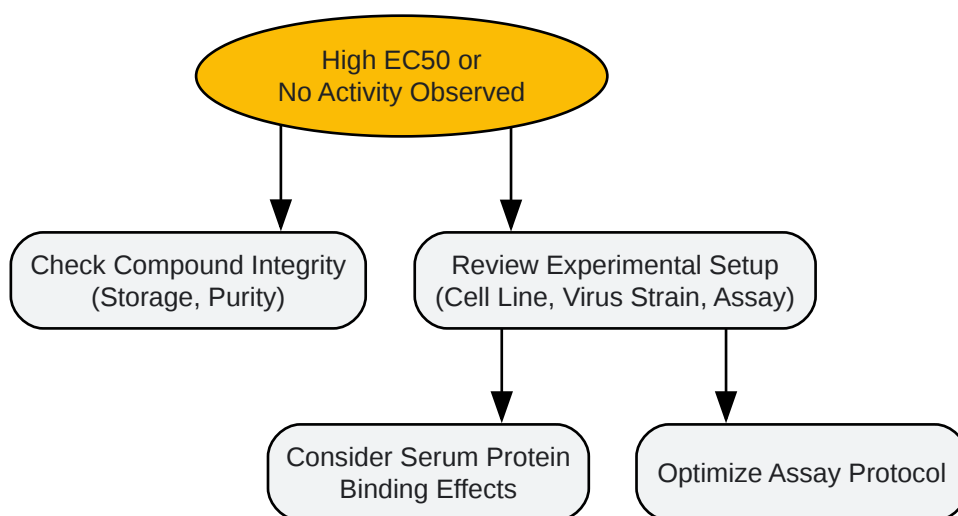 High EC50 or
No Activity Observed
Check Compound Integrity
(Storage, Purity)
Review Experimental Setup
(Cell Line, Virus Strain, Assay)
Consider Serum Protein
Binding Effects
Optimize Assay Protocol